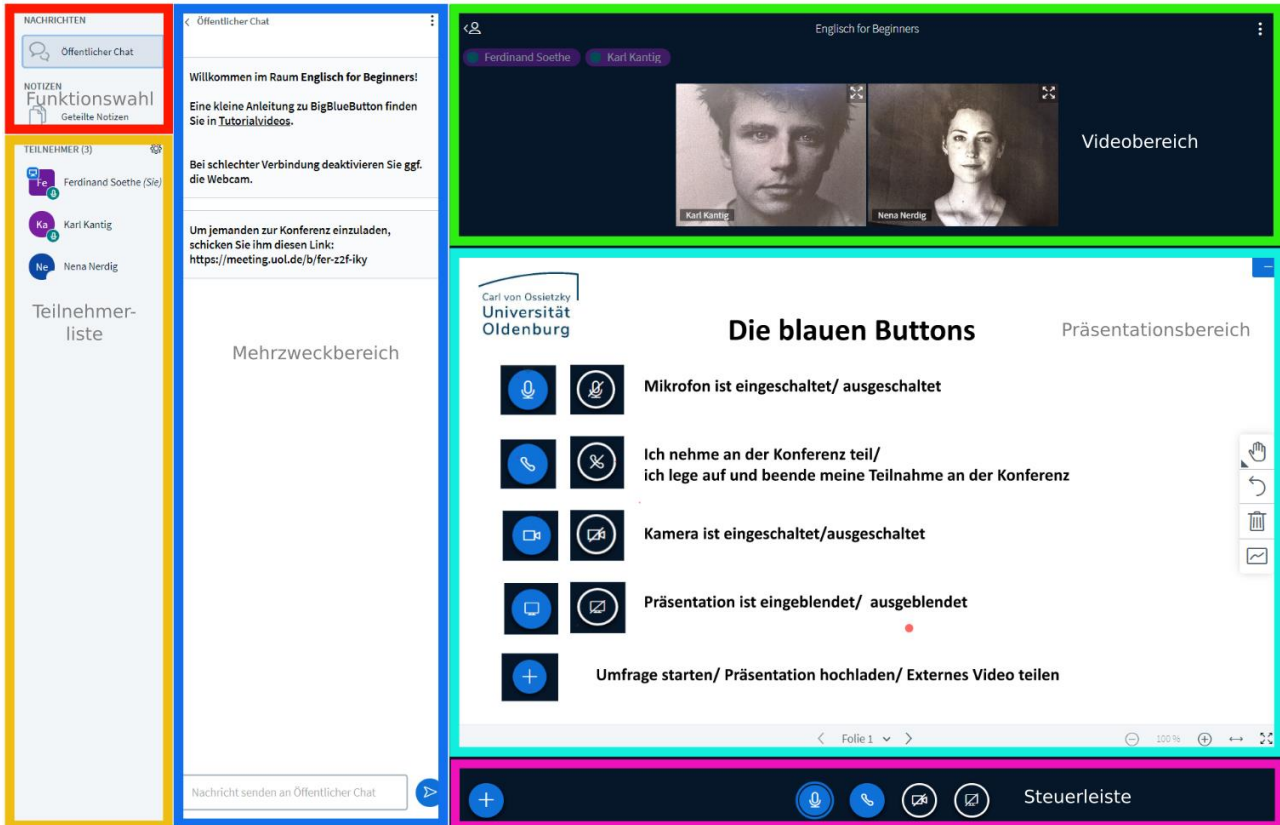 NACHRICHTEN
Öffentlicher Chat
NOTIZEN
Funktionswahl
Geteilte Notizen
TEILNEHMER (3)
Fe
Ferdinand Soethe (Sie)
Ka
Karl Kantig
Ne
Nena Nerdig
Teilnehmer-
liste
Öffentlicher Chat
Willkommen im Raum Englisch for Beginners!
Eine kleine Anleitung zu BigBlueButton finden
Sie in Tutorialvideos.
Bei schlechter Verbindung deaktivieren Sie ggf.
die Webcam.
Um jemanden zur Konferenz einzuladen,
schicken Sie ihm diesen Link:
https://meeting.uol.de/b/fer-z2f-iky
Mehrzweckbereich
Nachricht senden an Öffentlicher Chat
Englisch for Beginners
Ferdinand Soethe
Karl Kantig
Karl Kantig
Nena Nerdig
Videobereich
Carl von Ossietzky
Universität
Oldenburg
Die blauen Buttons
Präsentationsbereich
Mikrofon ist eingeschaltet/ ausgeschaltet
Ich nehme an der Konferenz teil/
ich lege auf und beende meine Teilnahme an der Konferenz
Kamera ist eingeschaltet/ausgeschaltet
Präsentation ist eingeblendet/ ausgeblendet
Umfrage starten/ Präsentation hochladen/ Externes Video teilen
Folie 1
100 %
Steuerleiste